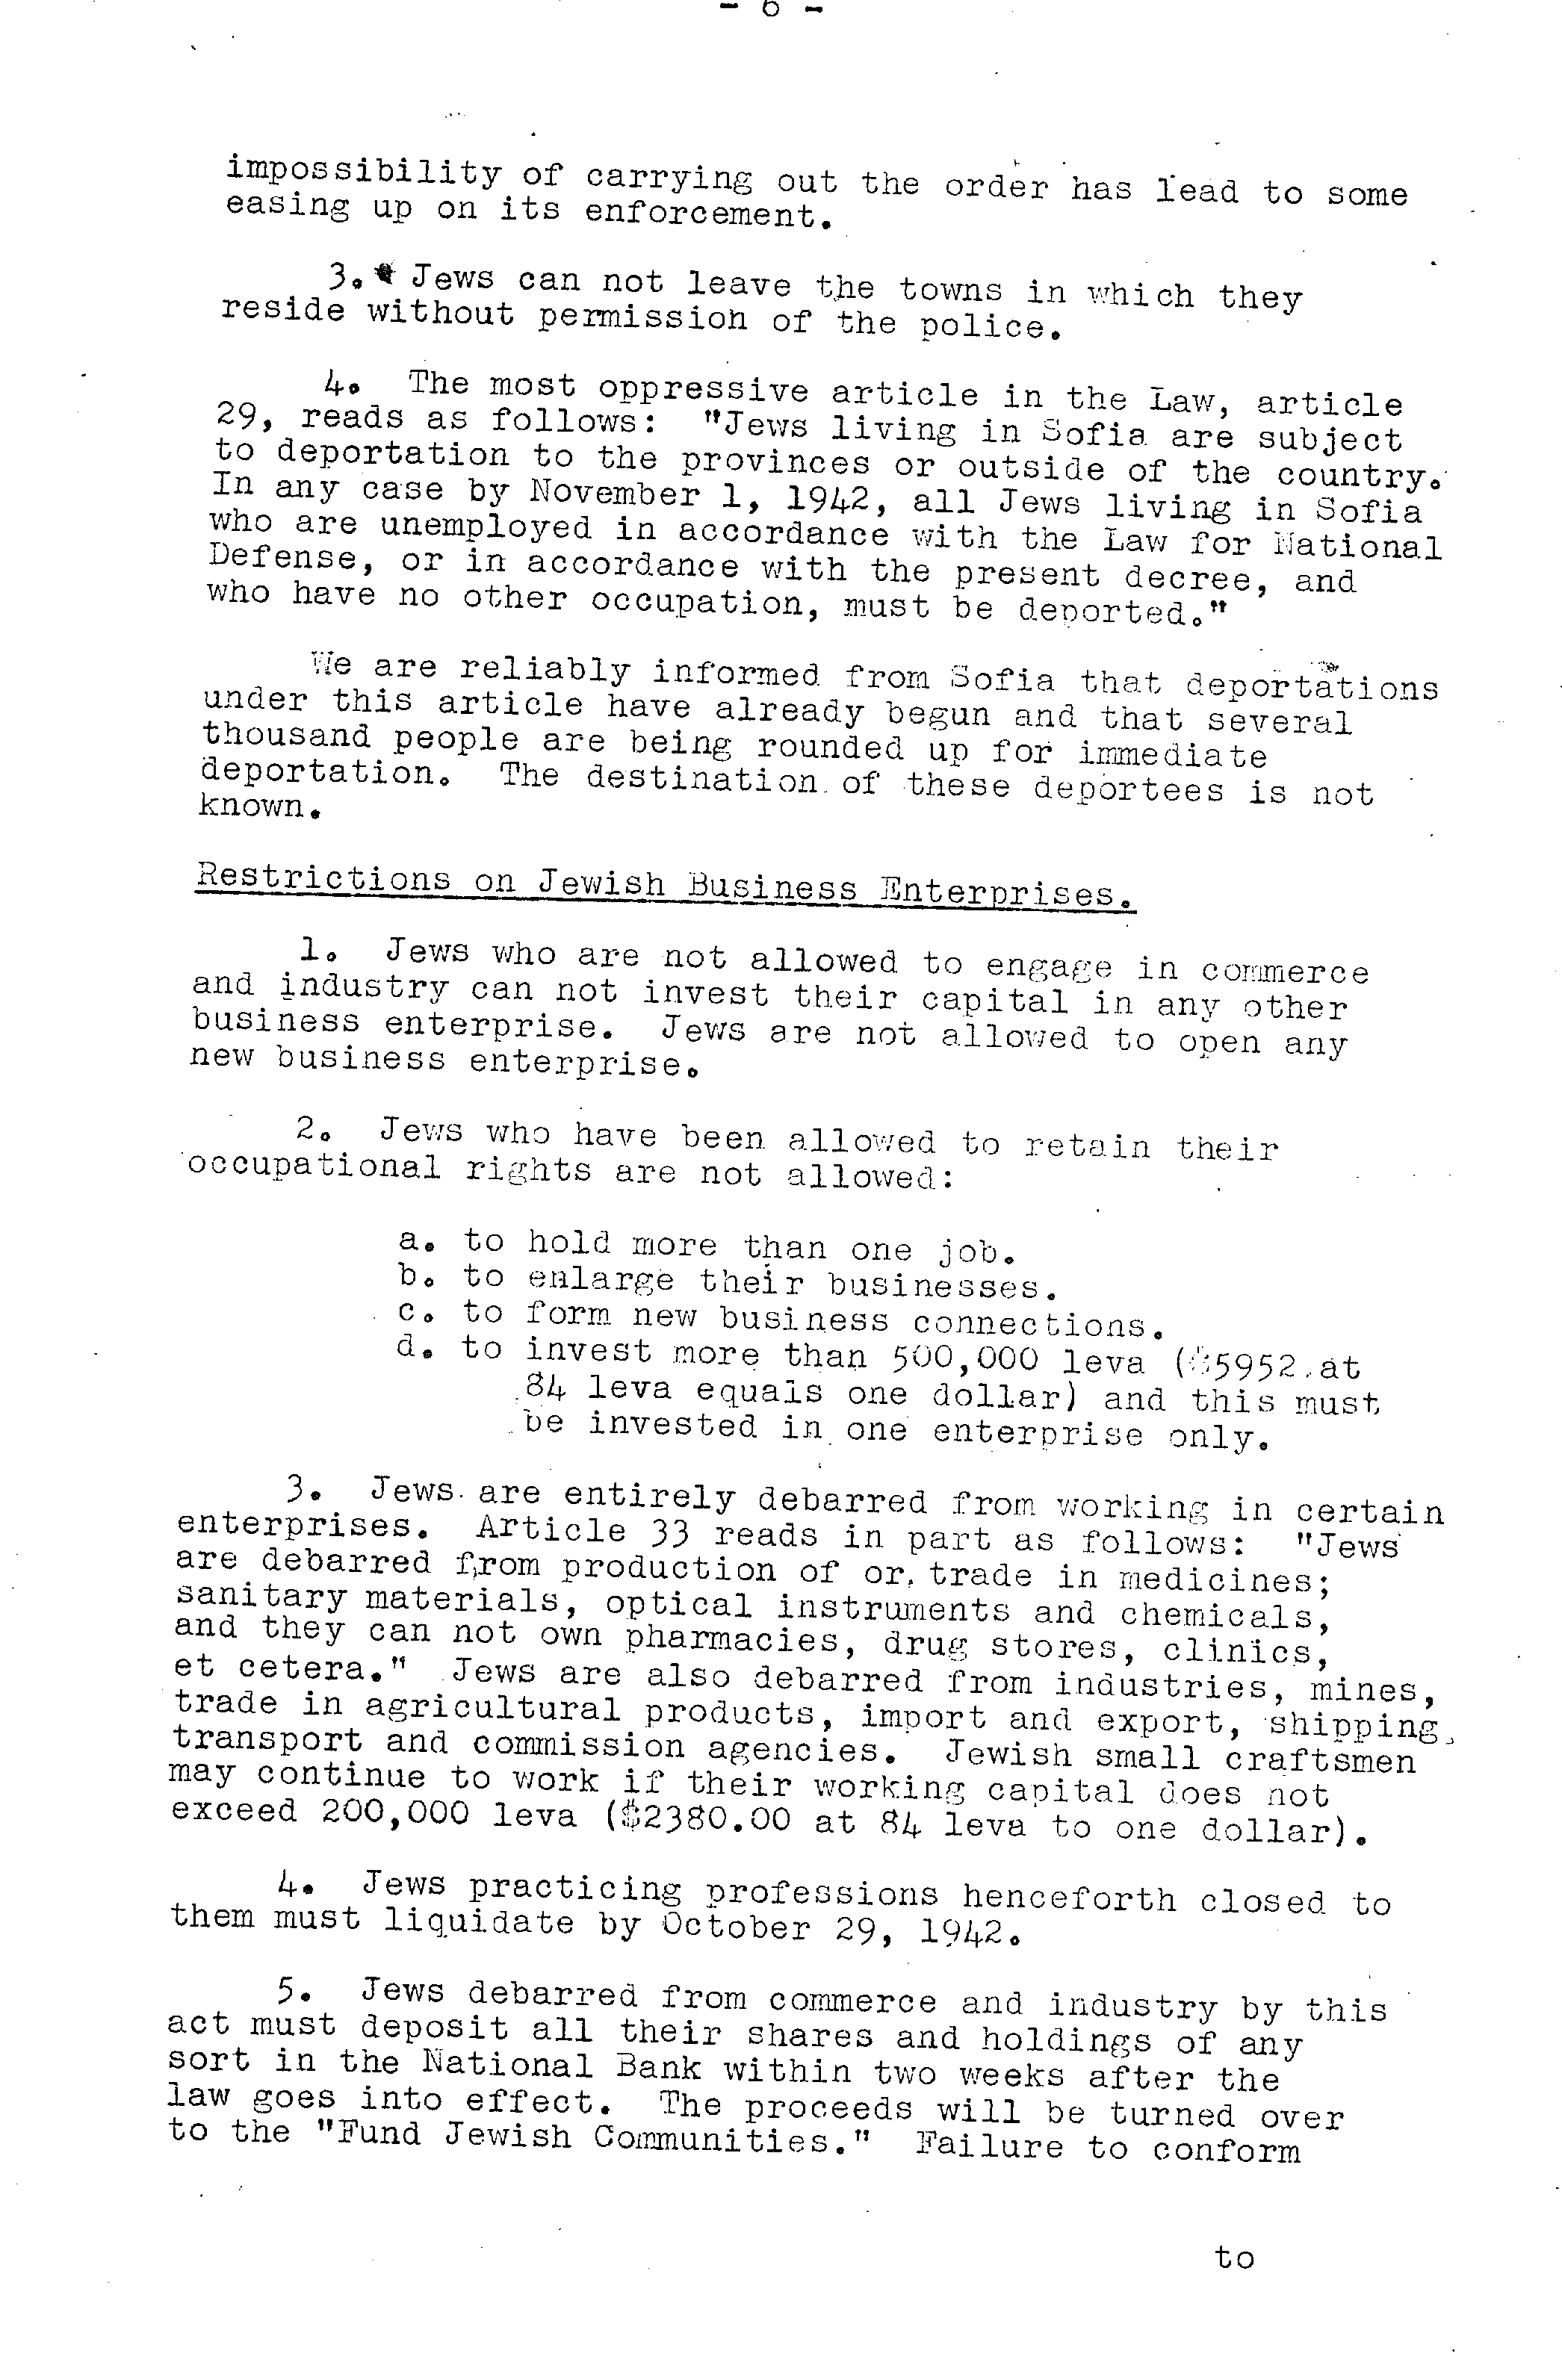 - 6 -
impossibility of carrying out the order has lead to some
easing up on its enforcement.
3. Jews can not leave the towns in which they
reside without permission of the police.
4. The most oppressive article in the Law, article
29, reads as follows: "Jews living in Sofia are subject
to deportation to the provinces or outside of the country.
In any case by November 1, 1942, all Jews living in Sofia
who are unemployed in accordance with the Law for National
Defense, or in accordance with the present decree, and
who have no other occupation, must be deported."
We are reliably informed from Sofia that deportations
under this article have already begun and that several
thousand people are being rounded up for immediate
deportation. The destination of these deportees is not
known.
Restrictions on Jewish Business Enterprises.
1. Jews who are not allowed to engage in commerce
and industry can not invest their capital in any other
business enterprise. Jews are not allowed to open any
new business enterprise.
2. Jews who have been allowed to retain their
occupational rights are not allowed:
a. to hold more than one job.
b. to enlarge their businesses.
c. to form new business connections.
d. to invest more than 500,000 leva ($5952.at
84 leva equals one dollar) and this must
be invested in one enterprise only.
3. Jews are entirely debarred from working in certain
enterprises. Article 33 reads in part as follows: "Jews
are debarred from production of or trade in medicines;
sanitary materials, optical instruments and chemicals,
and they can not own pharmacies, drug stores, clinics,
et cetera." Jews are also debarred from industries, mines,
trade in agricultural products, import and export, shipping,
transport and commission agencies. Jewish small craftsmen
may continue to work if their working capital does not
exceed 200,000 leva ($2380.00 at 84 leva to one dollar).
4. Jews practicing professions henceforth closed to
them must liquidate by October 29, 1942.
5. Jews debarred from commerce and industry by this
act must deposit all their shares and holdings of any
sort in the National Bank within two weeks after the
law goes into effect. The proceeds will be turned over
to the "Fund Jewish Communities." Failure to conform
to